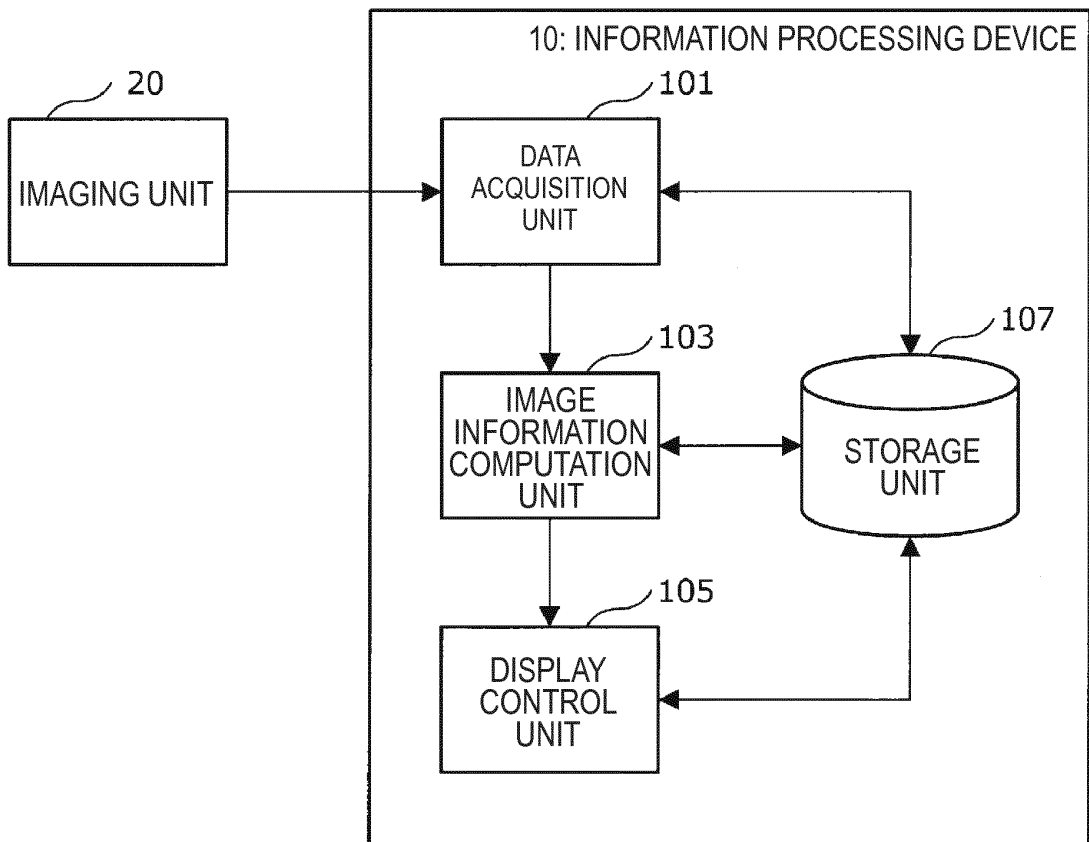 10: INFORMATION PROCESSING DEVICE
20
IMAGING UNIT
101
DATA
ACQUISITION
UNIT
103
IMAGE
INFORMATION
COMPUTATION
UNIT
107
STORAGE
UNIT
105
DISPLAY
CONTROL
UNIT